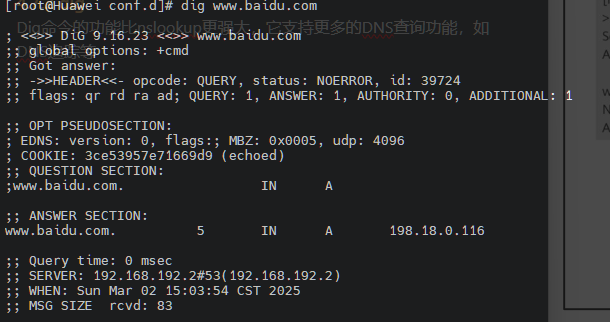 [root@Huawei conf.d]# dig www.baidu.com
Dig命令的功能比nslookup更强大，它支持更多的DNS查询功能，如
; <<>> DiG 9.16.23 <<>> www.baidu.com
;; global options: +cmd
;; Got answer:
;; ->>HEADER<<- opcode: QUERY, status: NOERROR, id: 39724
;; flags: qr rd ra ad; QUERY: 1, ANSWER: 1, AUTHORITY: 0, ADDITIONAL: 1
;; OPT PSEUDOSECTION:
; EDNS: version: 0, flags:; MBZ: 0x0005, udp: 4096
; COOKIE: 3ce53957e71669d9 (echoed)
;; QUESTION SECTION:
;www.baidu.com. IN A
;; ANSWER SECTION:
www.baidu.com. 5 IN A 198.18.0.116
;; Query time: 0 msec
;; SERVER: 192.168.192.2#53(192.168.192.2)
;; WHEN: Sun Mar 02 15:03:54 CST 2025
;; MSG SIZE rcvd: 83